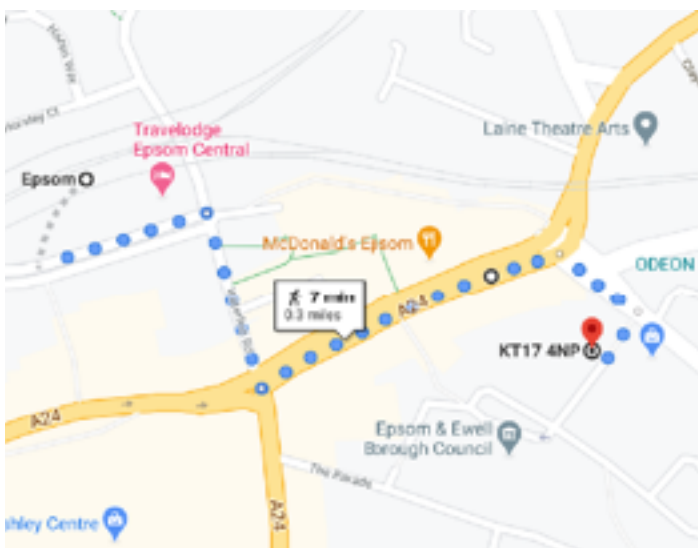 Travelodge
Epsom Central
Laine Theatre Arts
Epsom
McDonald's Epsom
ODEON
7 min
0.3 miles
A24
KT17 4NP
A24
Epsom & Ewell
Borough Council
The Parade
A24
hley Centre